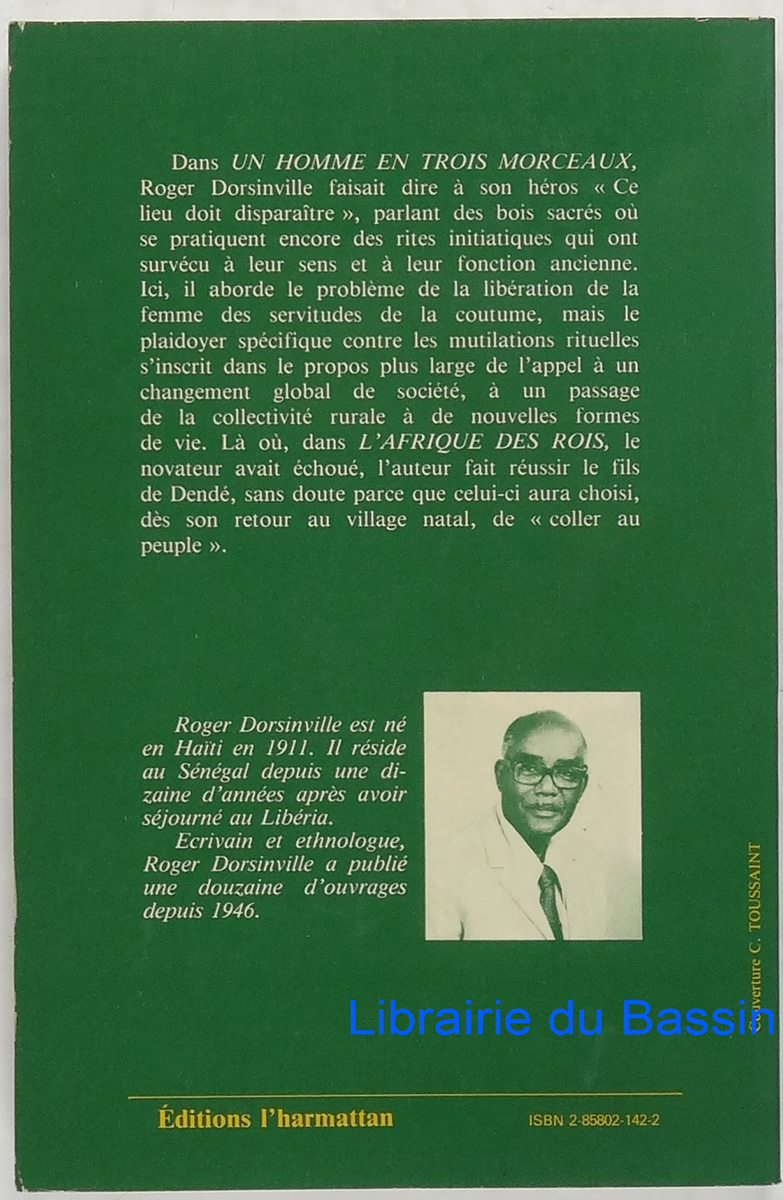 Dans UN HOMME EN TROIS MORCEAUX,
Roger Dorsinville faisait dire à son héros « Ce
lieu doit disparaître », parlant des bois sacrés où
se pratiquent encore des rites initiatiques qui ont
survécu à leur sens et à leur fonction ancienne.
Ici, il aborde le problème de la libération de la
femme des servitudes de la coutume, mais le
plaidoyer spécifique contre les mutilations rituelles
s'inscrit dans le propos plus large de l'appel à un
changement global de société, à un passage
de la collectivité rurale à de nouvelles formes
de vie. Là où, dans L'AFRIQUE DES ROIS, le
novateur avait échoué, l'auteur fait réussir le fils
de Dendé, sans doute parce que celui-ci aura choisi,
dès son retour au village natal, de « coller au
peuple ».
Roger Dorsinville est né
en Haïti en 1911. Il réside
au Sénégal depuis une di-
zaine d'années après avoir
séjourné au Libéria.
Ecrivain et ethnologue,
Roger Dorsinville a publié
une douzaine d'ouvrages
depuis 1946.
Couverture C. TOUSSAINT
Librairie du Bassin
Éditions l'harmattan
ISBN 2-85802-142-2